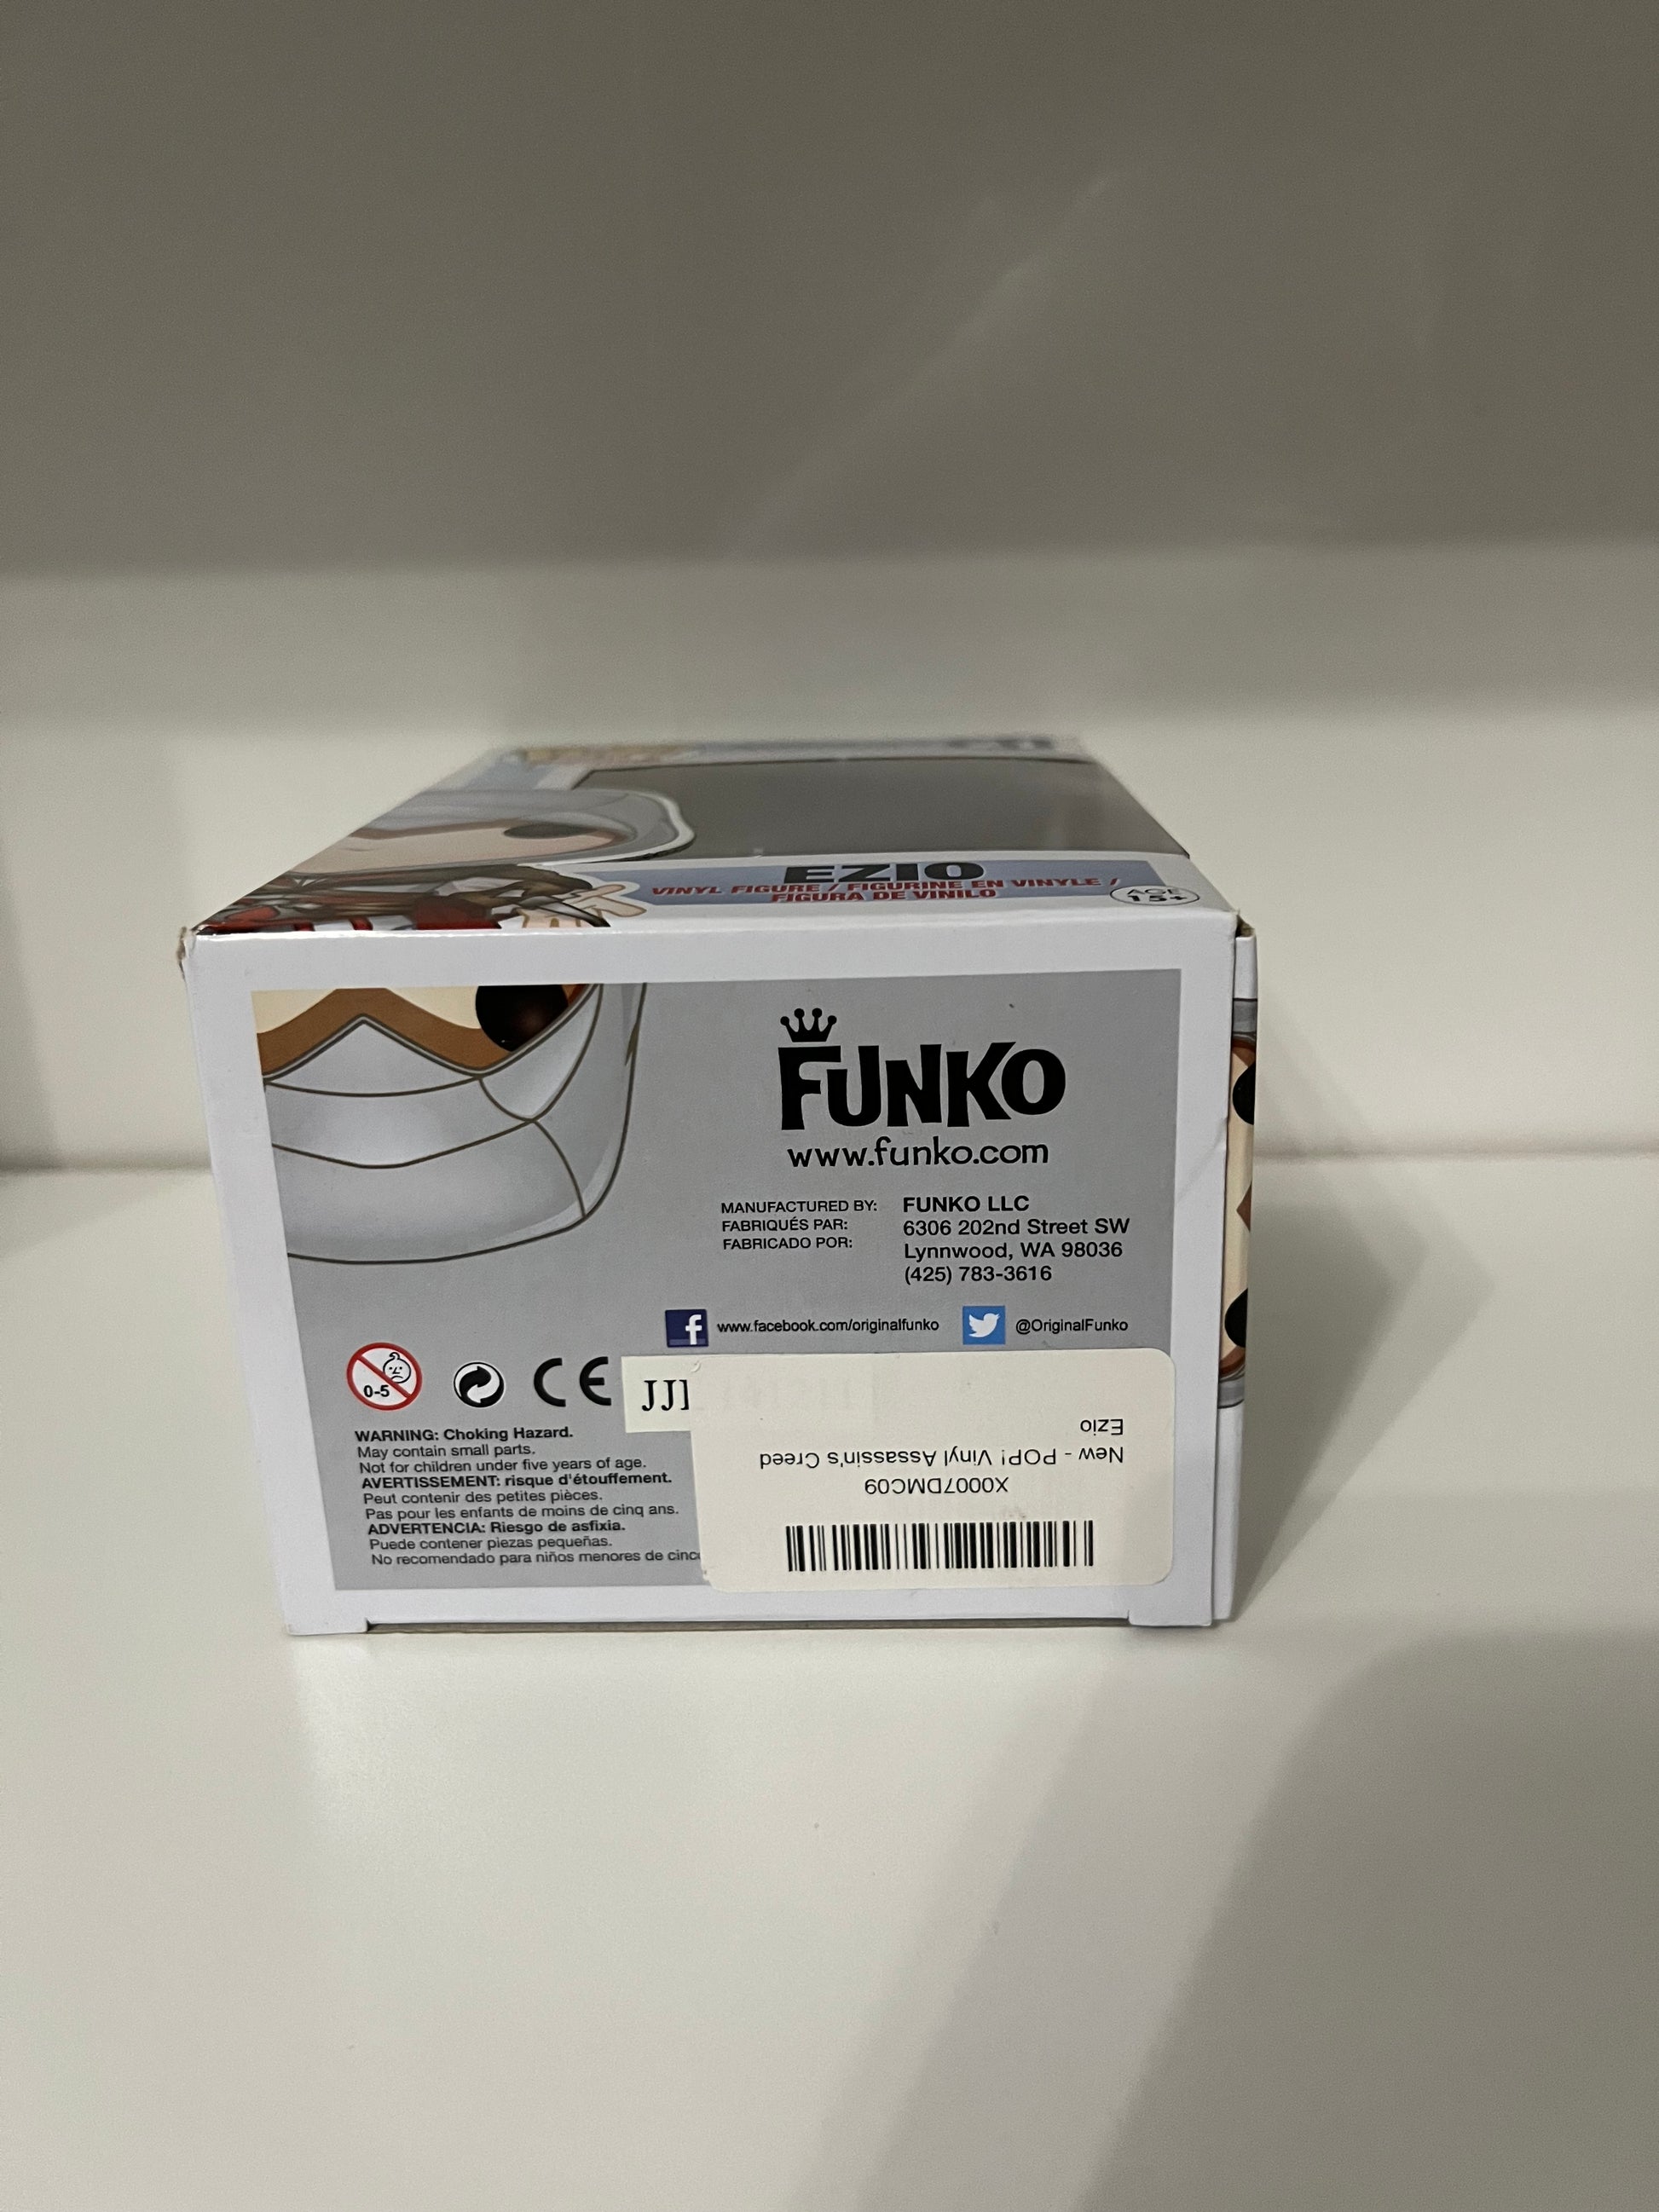 EZIO
VINYL FIGURE / FIGURINE EN VINYLE /
FIGURA DE VINILO
AGE
15+
FUNKO
www.funko.com
MANUFACTURED BY: FUNKO LLC
FABRIQUÉS PAR: 6306 202nd Street SW
FABRICADO POR: Lynnwood, WA 98036
(425) 783-3616
f www.facebook.com/originalfunko @OriginalFunko
0-5
CE
WARNING: Choking Hazard.
May contain small parts.
Not for children under five years of age.
AVERTISSEMENT: risque d'étouffement.
Peut contenir des petites pièces.
Pas pour les enfants de moins de cinq ans.
ADVERTENCIA: Riesgo de asfixia.
Puede contener piezas pequeñas.
No recomendado para niños menores de
X0007DMC09
New - POP! Vinyl Assassin's Creed
Ezio